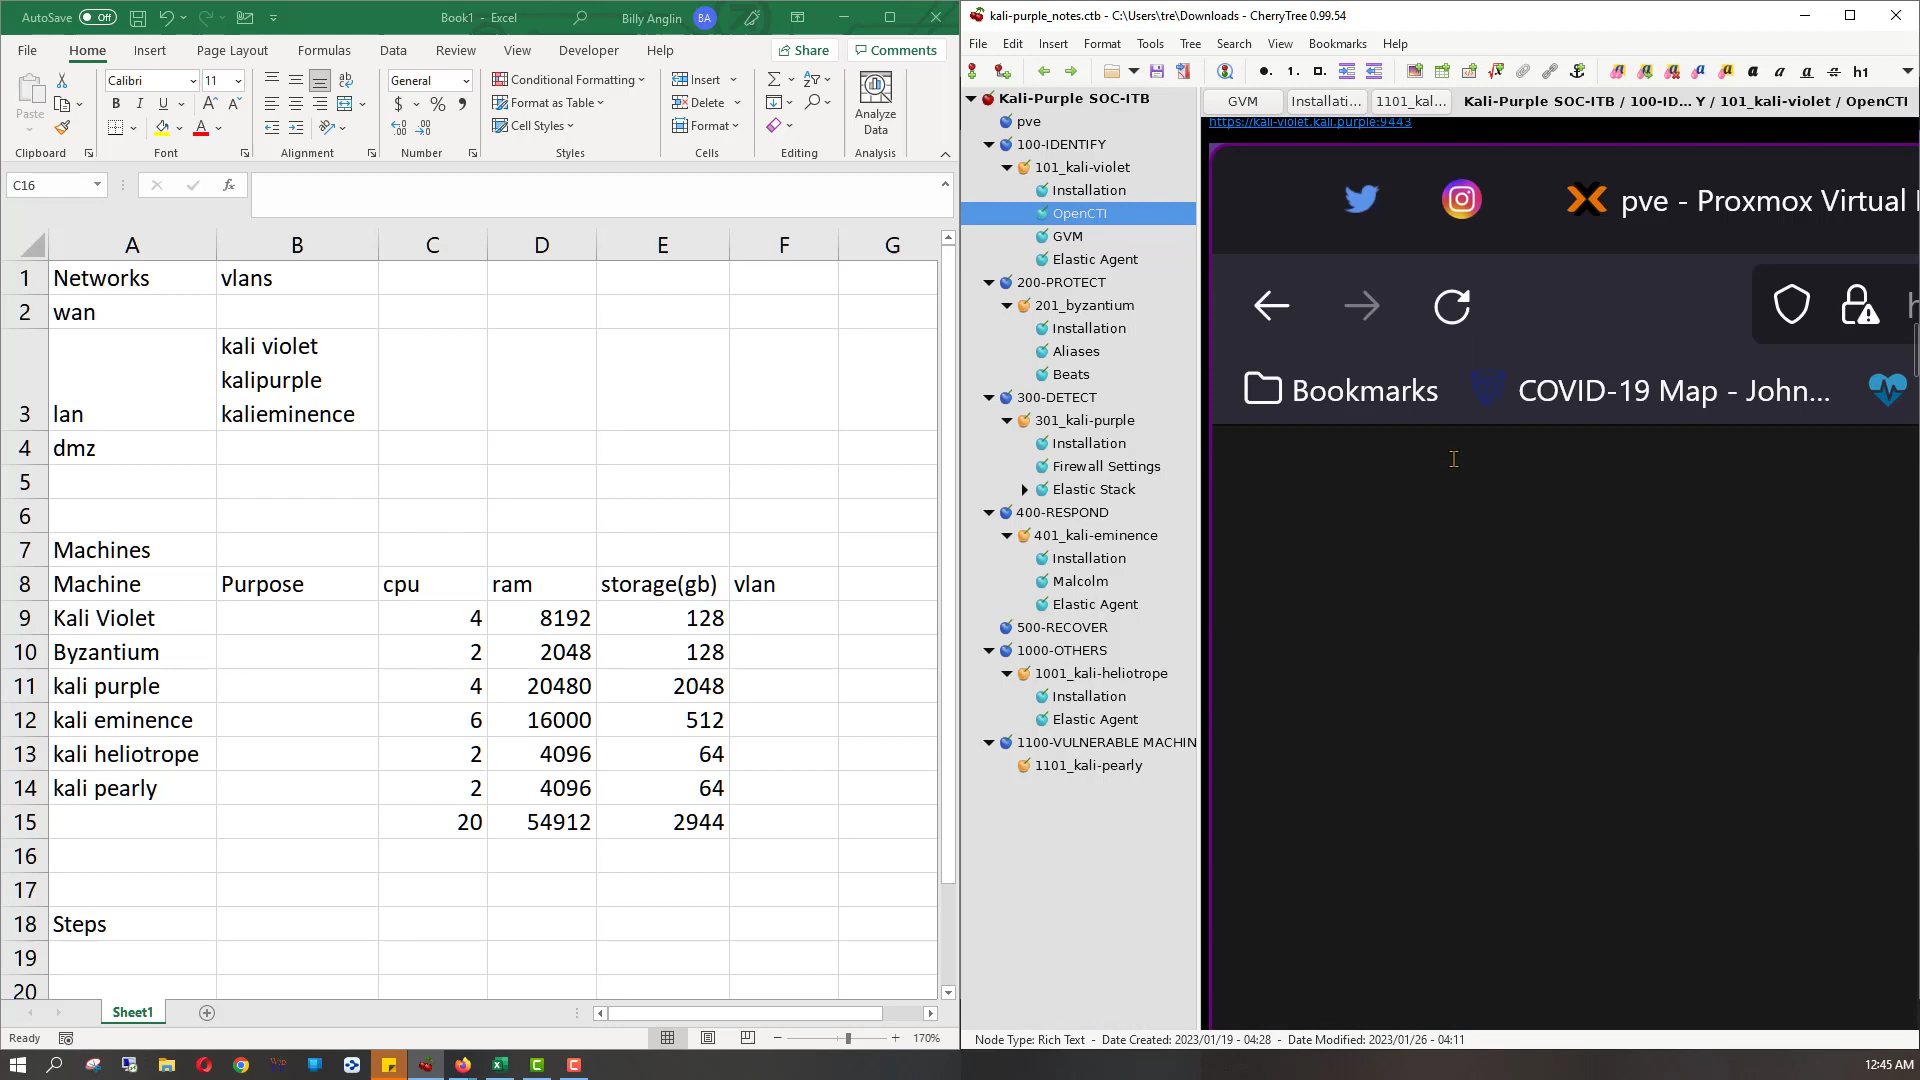 AutoSave Off Book1 - Excel Billy Anglin BA
File Home Insert Page Layout Formulas Data Review View Developer Help Share Comments
Paste Calibri 11 General Conditional Formatting Insert Analyze Data
B I U Format as Table Delete
Cell Styles Format
Clipboard Font Alignment Number Styles Cells Editing Analysis
C16 fx
A B C D E F G
1 Networks vlans
2 wan
kali violet
kalipurple
3 lan kalieminence
4 dmz
5
6
7 Machines
8 Machine Purpose cpu ram storage(gb) vlan
9 Kali Violet 4 8192 128
10 Byzantium 2 2048 128
11 kali purple 4 20480 2048
12 kali eminence 6 16000 512
13 kali heliotrope 2 4096 64
14 kali pearly 2 4096 64
15 20 54912 2944
16
17
18 Steps
19
20
Sheet1
Ready 170%
kali-purple_notes.ctb - C:\Users\tre\Downloads - CherryTree 0.99.54
File Edit Insert Format Tools Tree Search View Bookmarks Help
1. a a a a a a a h1
Kali-Purple SOC-ITB
pve
100-IDENTIFY
101_kali-violet
Installation
OpenCTI
GVM
Elastic Agent
200-PROTECT
201_byzantium
Installation
Aliases
Beats
300-DETECT
301_kali-purple
Installation
Firewall Settings
Elastic Stack
400-RESPOND
401_kali-eminence
Installation
Malcolm
Elastic Agent
500-RECOVER
1000-OTHERS
1001_kali-heliotrope
Installation
Elastic Agent
1100-VULNERABLE MACHIN
1101_kali-pearly
GVM Installati... 1101_kal... Kali-Purple SOC-ITB / 100-ID... Y / 101_kali-violet / OpenCTI
https://kali-violet.kali.purple:9443
pve - Proxmox Virtual
h
Bookmarks COVID-19 Map - John...
Node Type: Rich Text - Date Created: 2023/01/19 - 04:28 - Date Modified: 2023/01/26 - 04:11
12:45 AM